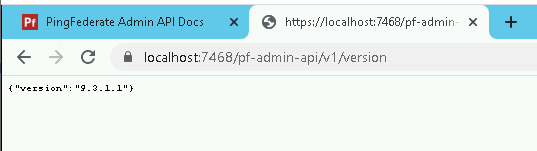 Pf PingFederate Admin API Docs
https://localhost:7468/pf-admin-
localhost:7468/pf-admin-api/v1/version
{"version":"9.3.1.1"}